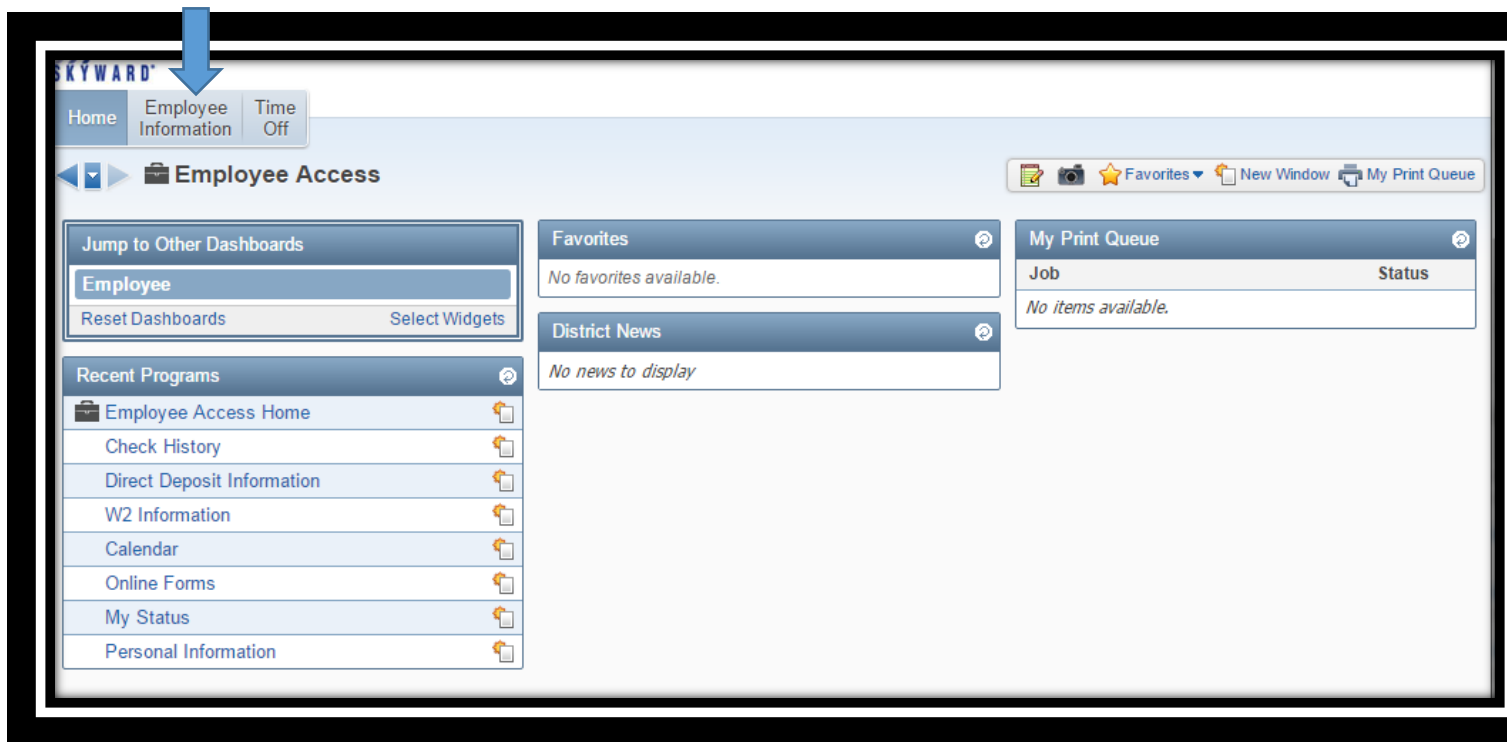 SKYWARD®
Home
Employee Information
Time Off
Employee Access
Favorites
New Window
My Print Queue
Jump to Other Dashboards
Employee
Reset Dashboards
Select Widgets
Recent Programs
Employee Access Home
Check History
Direct Deposit Information
W2 Information
Calendar
Online Forms
My Status
Personal Information
Favorites
No favorites available.
District News
No news to display
My Print Queue
Job Status
No items available.